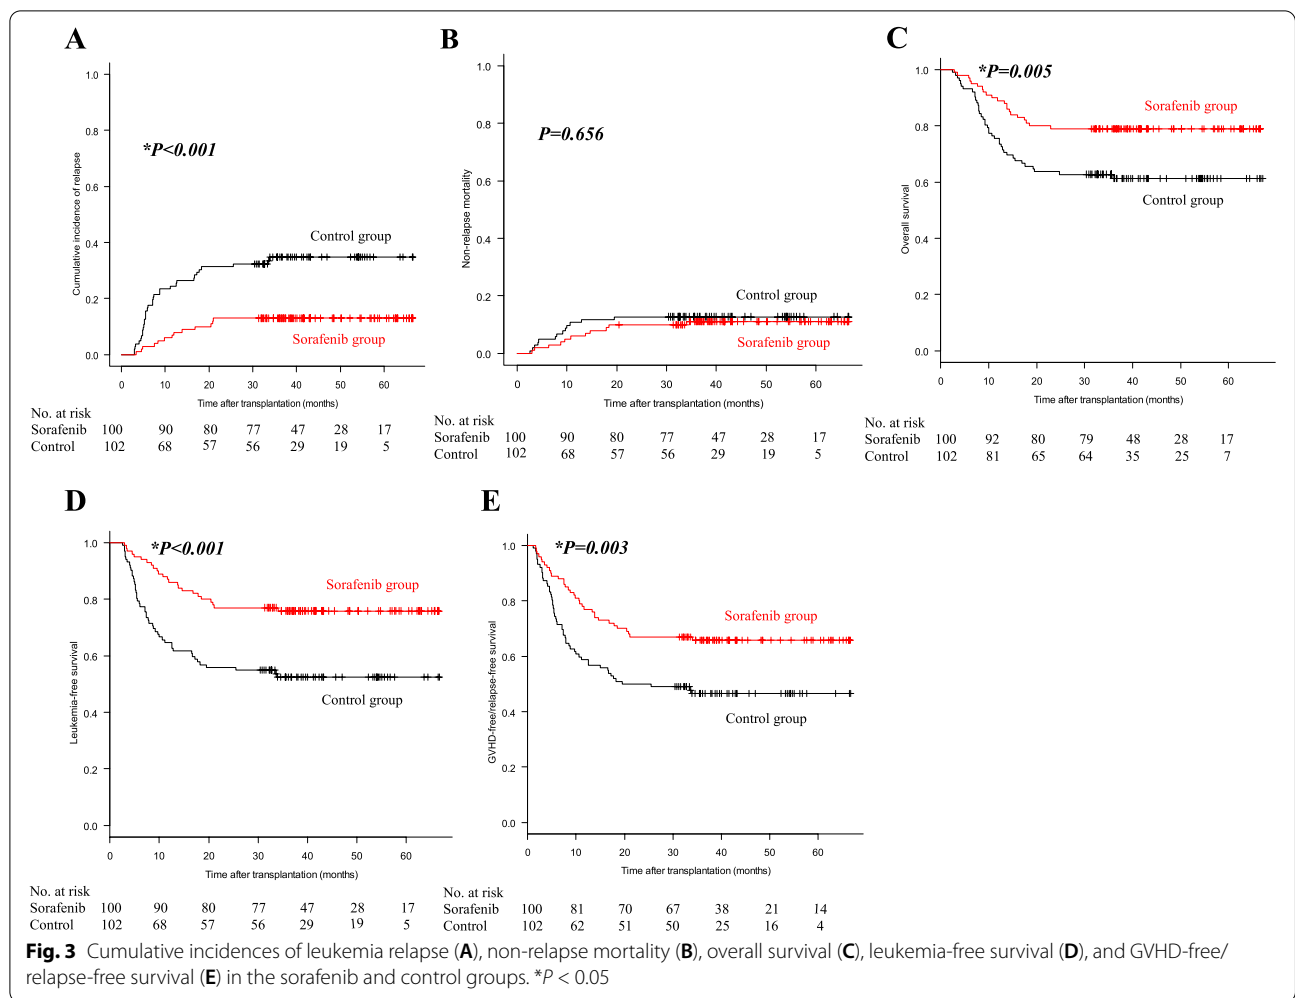 A
1.0
0.8
0.6
0.4
0.2
0.0
Cumulative incidence of relapse
*P<0.001
Control group
Sorafenib group
0 10 20 30 40 50 60
Time after transplantation (months)
No. at risk
Sorafenib 100 90 80 77 47 28 17
Control 102 68 57 56 29 19 5
B
1.0
0.8
0.6
0.4
0.2
0.0
Non-relapse mortality
P=0.656
Control group
Sorafenib group
0 10 20 30 40 50 60
Time after transplantation (months)
No. at risk
Sorafenib 100 90 80 77 47 28 17
Control 102 68 57 56 29 19 5
C
1.0
0.8
0.6
0.4
0.2
0.0
Overall survival
*P=0.005
Sorafenib group
Control group
0 10 20 30 40 50 60
Time after transplantation (months)
No. at risk
Sorafenib 100 92 80 79 48 28 17
Control 102 81 65 64 35 25 7
D
1.0
0.8
0.6
0.4
0.2
0.0
Leukemia-free survival
*P<0.001
Sorafenib group
Control group
0 10 20 30 40 50 60
Time after transplantation (months)
No. at risk
Sorafenib 100 90 80 77 47 28 17
Control 102 68 57 56 29 19 5
E
1.0
0.8
0.6
0.4
0.2
0.0
GVHD-free/relapse-free survival
*P=0.003
Sorafenib group
Control group
0 10 20 30 40 50 60
Time after transplantation (months)
No. at risk
Sorafenib 100 81 70 67 38 21 14
Control 102 62 51 50 25 16 4
Fig. 3 Cumulative incidences of leukemia relapse (A), non-relapse mortality (B), overall survival (C), leukemia-free survival (D), and GVHD-free/
relapse-free survival (E) in the sorafenib and control groups. *P < 0.05